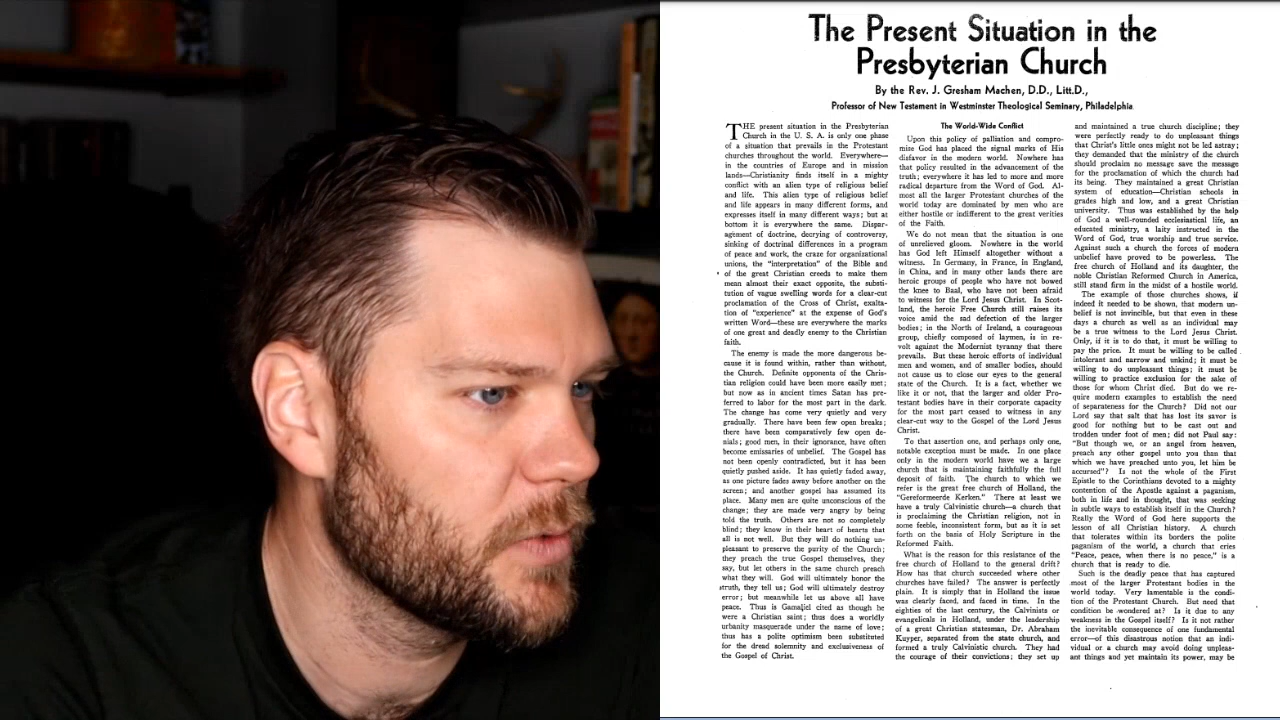 The Present Situation in the
Presbyterian Church
By the Rev. J. Gresham Machen, D.D., Litt.D.,
Professor of New Testament in Westminster Theological Seminary, Philadelphia
THE present situation in the Presbyterian
Church in the U. S. A. is only one phase
of a situation that prevails in the Protestant
churches throughout the world. Everywhere—
in the countries of Europe and in mission
lands—Christianity finds itself in a mighty
conflict with an alien type of religious belief
and life. This alien type of religious belief
and life appears in many different forms, and
expresses itself in many different ways; but at
bottom it is everywhere the same. Dispar-
agement of doctrine, decrying of controversy,
sinking of doctrinal differences in a program
of peace and work, the craze for organizational
unions, the "interpretation" of the Bible and
of the great Christian creeds to make them
mean almost their exact opposite, the substi-
tution of vague swelling words for a clear-cut
proclamation of the Cross of Christ, exalta-
tion of "experience" at the expense of God's
written Word—these are everywhere the marks
of one great and deadly enemy to the Christian
faith.
The enemy is made the more dangerous be-
cause it is found within, rather than without,
the Church. Definite opponents of the Chris-
tian religion could have been more easily met;
but now as in ancient times Satan has pre-
ferred to labor for the most part in the dark.
The change has come very quietly and very
gradually. There have been few open breaks;
there have been comparatively few open de-
nials; good men, in their ignorance, have often
become emissaries of unbelief. The Gospel has
not been openly contradicted, but it has been
quietly pushed aside. It has quietly faded away,
as one picture fades away before another on the
screen; and another gospel has assumed its
place. Many men are quite unconscious of the
change; they are made very angry by being
told the truth. Others are not so completely
blind; they know in their heart of hearts that
all is not well. But they will do nothing un-
pleasant to preserve the purity of the Church;
they preach the true Gospel themselves, they
say, but let others in the same church preach
what they will. God will ultimately honor the
struth, they tell us; God will ultimately destroy
error; but meanwhile let us above all have
peace. Thus is Gamaliel cited as though he
were a Christian saint; thus does a worldly
urbanity masquerade under the name of love;
thus has a polite optimism been substituted
for the dread solemnity and exclusiveness of
the Gospel of Christ.
The World-Wide Conflict
Upon this policy of palliation and compro-
mise God has placed the signal marks of His
disfavor in the modern world. Nowhere has
that policy resulted in the advancement of the
truth; everywhere it has led to more and more
radical departure from the Word of God. Al-
most all the larger Protestant churches of the
world today are dominated by men who are
either hostile or indifferent to the great verities
of the Faith.
We do not mean that the situation is one
of unrelieved gloom. Nowhere in the world
has God left Himself altogether without a
witness. In Germany, in France, in England,
in China, and in many other lands there are
heroic groups of people who have not bowed
the knee to Baal, who have not been afraid
to witness for the Lord Jesus Christ. In Scot-
land, the heroic Free Church still raises its
voice amid the sad defection of the larger
bodies; in the North of Ireland, a courageous
group, chiefly composed of laymen, is in re-
volt against the Modernist tyranny that there
prevails. But these heroic efforts of individual
men and women, and of smaller bodies, should
not cause us to close our eyes to the general
state of the Church. It is a fact, whether we
like it or not, that the larger and older Pro-
testant bodies have in their corporate capacity
for the most part ceased to witness in any
clear-cut way to the Gospel of the Lord Jesus
Christ.
To that assertion one, and perhaps only one,
notable exception must be made. In one place
only in the modern world have we a large
church that is maintaining faithfully the full
deposit of faith. The church to which we
refer is the great free church of Holland, the
"Gereformeerde Kerken." There at least we
have a truly Calvinistic church—a church that
is proclaiming the Christian religion, not in
some feeble, inconsistent form, but as it is set
forth on the basis of Holy Scripture in the
Reformed Faith.
What is the reason for this resistance of the
free church of Holland to the general drift?
How has that church succeeded where other
churches have failed? The answer is perfectly
plain. It is simply that in Holland the issue
was clearly faced, and faced in time. In the
eighties of the last century, the Calvinists or
evangelicals in Holland, under the leadership
of a great Christian statesman, Dr. Abraham
Kuyper, separated from the state church, and
formed a truly Calvinistic church. They had
the courage of their convictions; they set up
and maintained a true church discipline; they
were perfectly ready to do unpleasant things
that Christ's little ones might not be led astray;
they demanded that the ministry of the church
should proclaim no message save the message
for the proclamation of which the church had
its being. They maintained a great Christian
system of education—Christian schools in
grades high and low, and a great Christian
university. Thus was established by the help
of God a well-rounded ecclesiastical life, an
educated ministry, a laity instructed in the
Word of God, true worship and true service.
Against such a church the forces of modern
unbelief have proved to be powerless. The
free church of Holland and its daughter, the
noble Christian Reformed Church in America,
still stand firm in the midst of a hostile world.
The example of those churches shows, if
indeed it needed to be shown, that modern un-
belief is not invincible, but that even in these
days a church as well as an individual may
be a true witness to the Lord Jesus Christ.
Only, if it is to do that, it must be willing to
pay the price. It must be willing to be called
intolerant and narrow and unkind; it must be
willing to do unpleasant things; it must be
willing to practice exclusion for the sake of
those for whom Christ died. But do we re-
quire modern examples to establish the need
of separateness for the Church? Did not our
Lord say that salt that has lost its savor is
good for nothing but to be cast out and
trodden under foot of men; did not Paul say:
"But though we, or an angel from heaven,
preach any other gospel unto you than that
which we have preached unto you, let him be
accursed"? Is not the whole of the First
Epistle to the Corinthians devoted to a mighty
contention of the Apostle against a paganism,
both in life and in thought, that was seeking
in subtle ways to establish itself in the Church?
Really the Word of God here supports the
lesson of all Christian history. A church
that tolerates within its borders the polite
paganism of the world, a church that cries
"Peace, peace, when there is no peace," is a
church that is ready to die.
Such is the deadly peace that has captured
most of the larger Protestant bodies in the
world today. Very lamentable is the condi-
tion of the Protestant Church. But need that
condition be wondered at? Is it due to any
weakness in the Gospel itself? Is it not rather
the inevitable consequence of one fundamental
error—of this disastrous notion that an indi-
vidual or a church may avoid doing unpleas-
ant things and yet maintain its power, may be